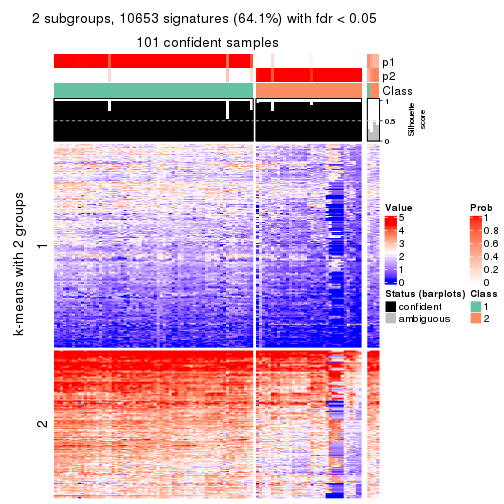 2 subgroups, 10653 signatures (64.1%) with fdr < 0.05
101 confident samples
p1
p2
Class
1
0.5
0
Silhouette
score
k-means with 2 groups
1
2
Value
5
4
3
2
1
0
Prob
1
0.8
0.6
0.4
0.2
0
Status (barplots)
confident
ambiguous
Class
1
2